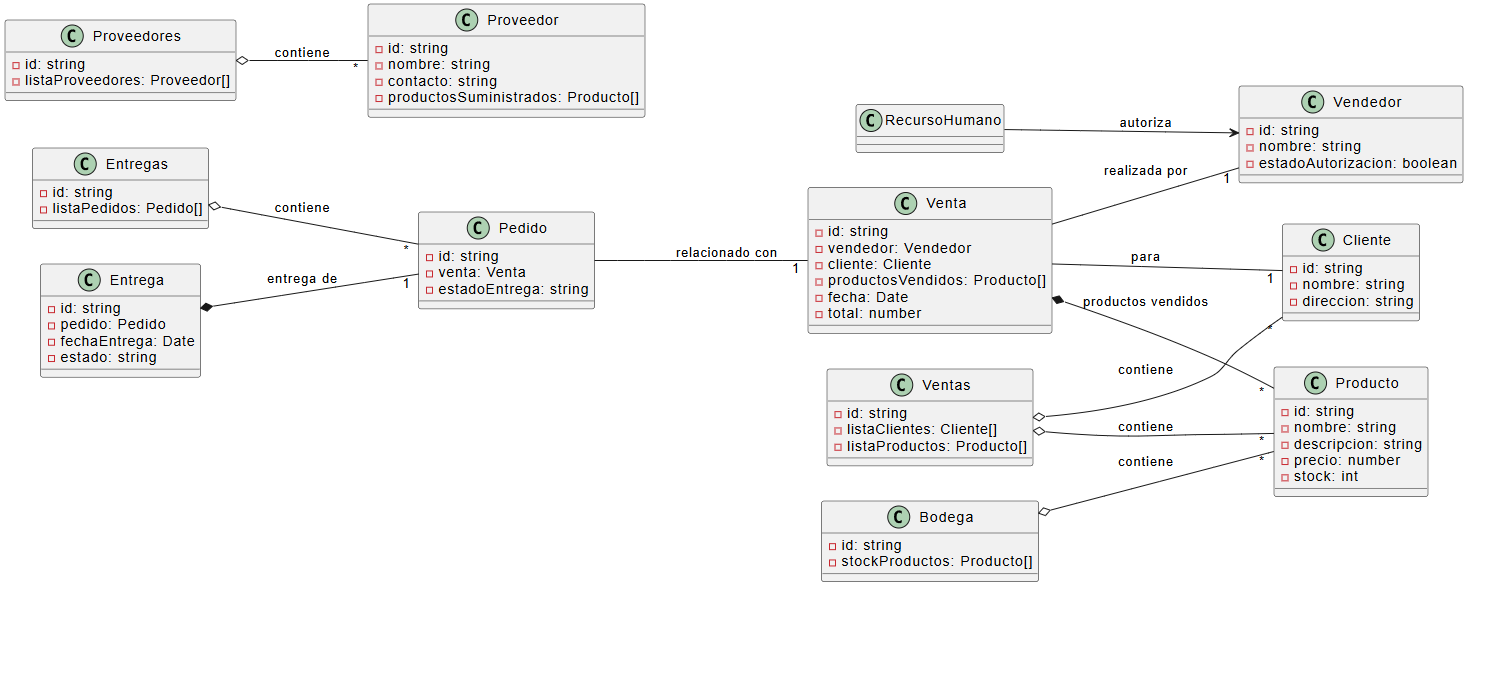 C Proveedores
id: string
listaProveedores: Proveedor[]
contiene
*
C Proveedor
id: string
nombre: string
contacto: string
productosSuministrados: Producto[]
C Entregas
id: string
listaPedidos: Pedido[]
contiene
*
C Entrega
id: string
pedido: Pedido
fechaEntrega: Date
estado: string
entrega de
1
C Pedido
id: string
venta: Venta
estadoEntrega: string
relacionado con
1
C RecursoHumano
autoriza
C Vendedor
id: string
nombre: string
estadoAutorizacion: boolean
realizada por
1
C Venta
id: string
vendedor: Vendedor
cliente: Cliente
productosVendidos: Producto[]
fecha: Date
total: number
para
1
C Cliente
id: string
nombre: string
direccion: string
productos vendidos
*
*
C Ventas
id: string
listaClientes: Cliente[]
listaProductos: Producto[]
contiene
contiene
*
C Producto
id: string
nombre: string
descripcion: string
precio: number
stock: int
contiene
*
C Bodega
id: string
stockProductos: Producto[]